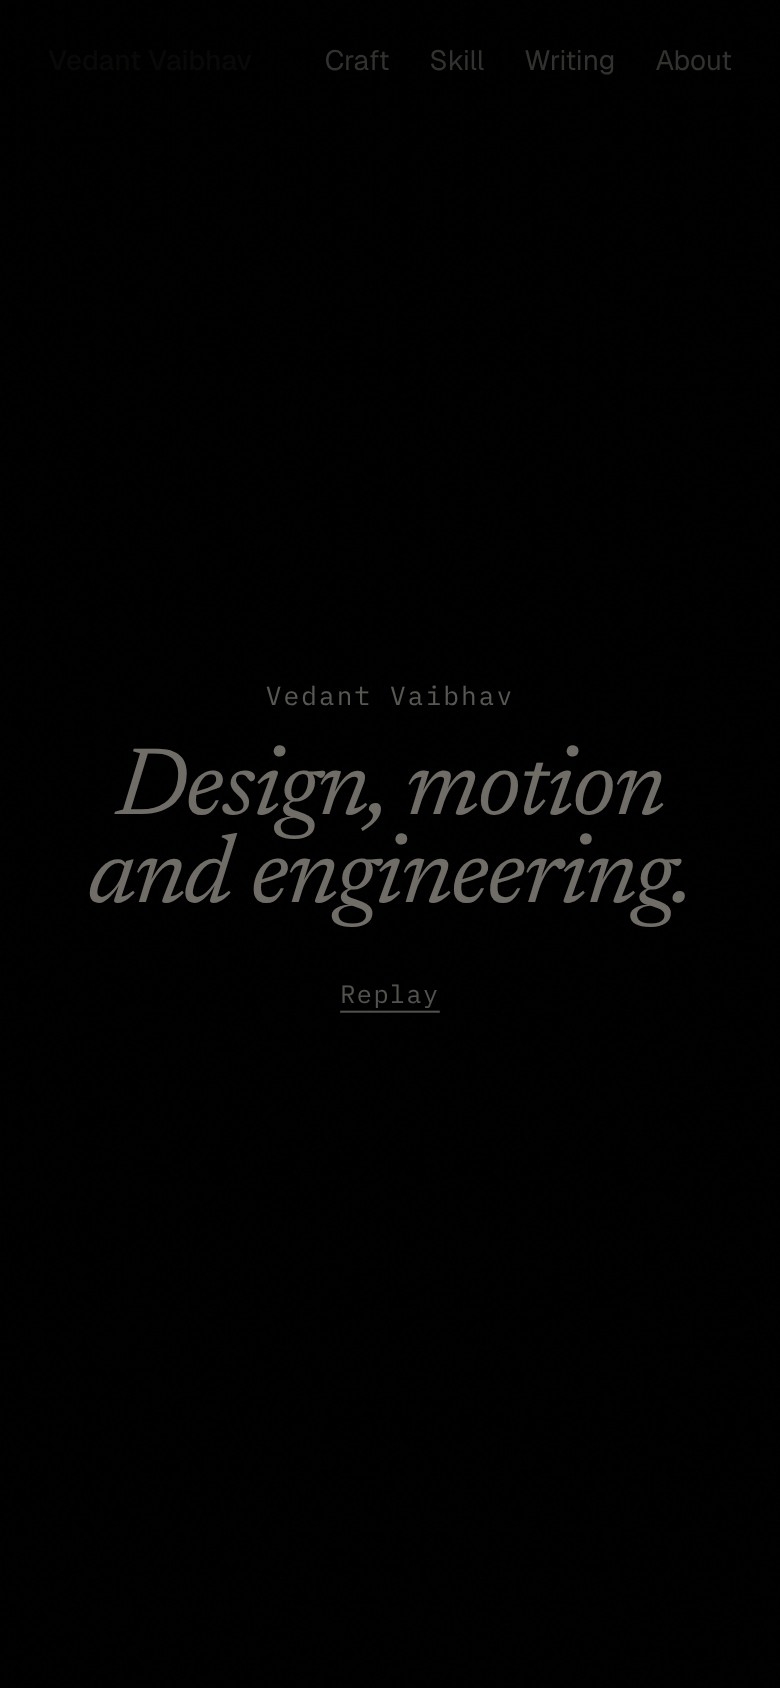 Vedant Vaibhav Craft Skill Writing About
Vedant Vaibhav
Design, motion
and engineering.
Replay